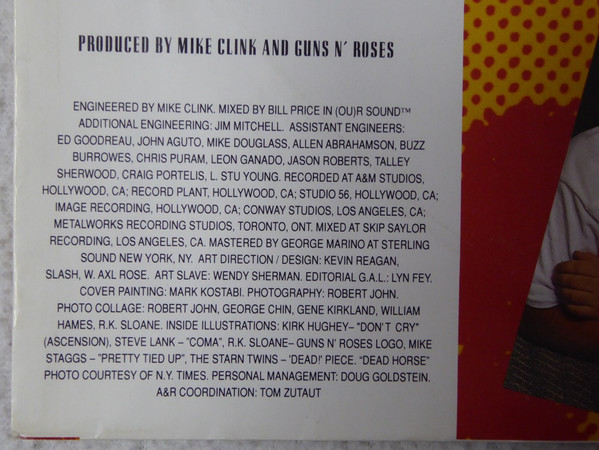 PRODUCED BY MIKE CLINK AND GUNS N' ROSES
ENGINEERED BY MIKE CLINK. MIXED BY BILL PRICE IN (OU)R SOUND™
ADDITIONAL ENGINEERING: JIM MITCHELL. ASSISTANT ENGINEERS:
ED GOODREAU, JOHN AGUTO, MIKE DOUGLASS, ALLEN ABRAHAMSON, BUZZ
BURROWES, CHRIS PURAM, LEON GANADO, JASON ROBERTS, TALLEY
SHERWOOD, CRAIG PORTELIS, L. STU YOUNG. RECORDED AT A&M STUDIOS,
HOLLYWOOD, CA; RECORD PLANT, HOLLYWOOD, CA; STUDIO 56, HOLLYWOOD, CA;
IMAGE RECORDING, HOLLYWOOD, CA; CONWAY STUDIOS, LOS ANGELES, CA;
METALWORKS RECORDING STUDIOS, TORONTO, ONT. MIXED AT SKIP SAYLOR
RECORDING, LOS ANGELES, CA. MASTERED BY GEORGE MARINO AT STERLING
SOUND NEW YORK, NY. ART DIRECTION / DESIGN: KEVIN REAGAN,
SLASH, W. AXL ROSE. ART SLAVE: WENDY SHERMAN. EDITORIAL G.A.L.: LYN FEY.
COVER PAINTING: MARK KOSTABI. PHOTOGRAPHY: ROBERT JOHN.
PHOTO COLLAGE: ROBERT JOHN, GEORGE CHIN, GENE KIRKLAND, WILLIAM
HAMES, R.K. SLOANE. INSIDE ILLUSTRATIONS: KIRK HUGHEY– "DON'T CRY"
(ASCENSION), STEVE LANK – "COMA", R.K. SLOANE– GUNS N' ROSES LOGO, MIKE
STAGGS – "PRETTY TIED UP", THE STARN TWINS – 'DEAD!' PIECE. "DEAD HORSE"
PHOTO COURTESY OF N.Y. TIMES. PERSONAL MANAGEMENT: DOUG GOLDSTEIN.
A&R COORDINATION: TOM ZUTAUT